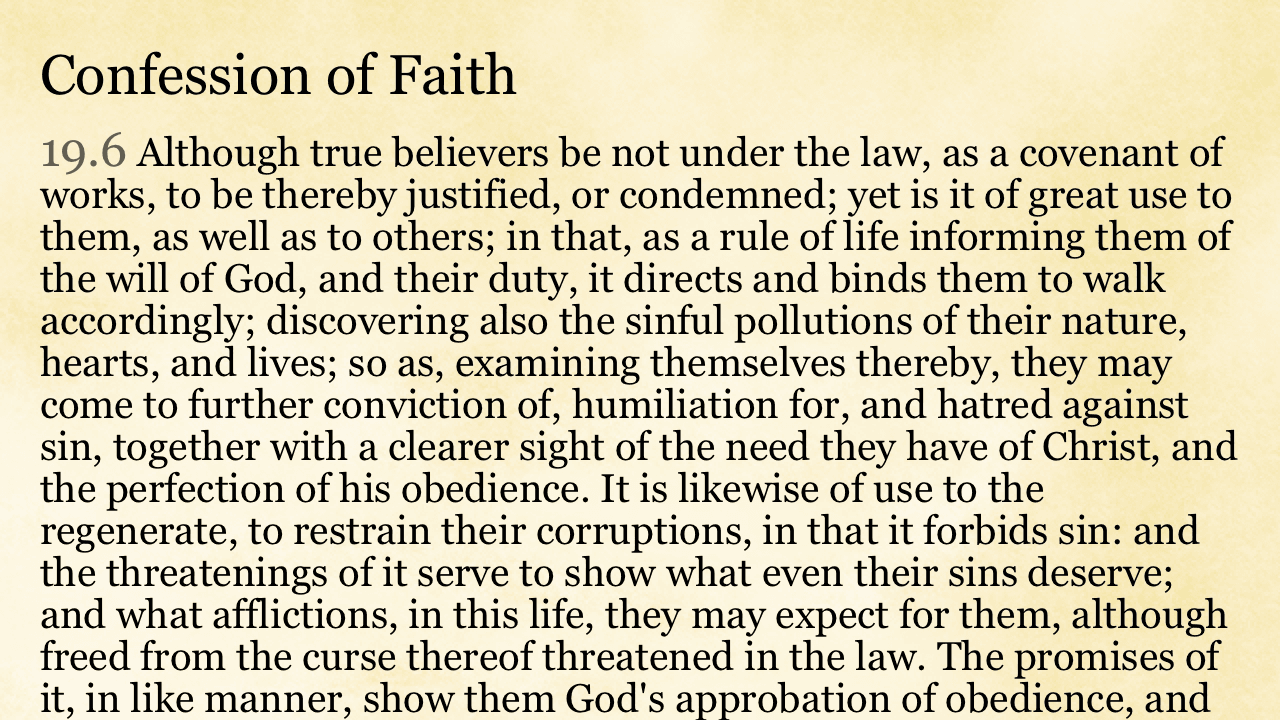 Confession of Faith
19.6 Although true believers be not under the law, as a covenant of
works, to be thereby justified, or condemned; yet is it of great use to
them, as well as to others; in that, as a rule of life informing them of
the will of God, and their duty, it directs and binds them to walk
accordingly; discovering also the sinful pollutions of their nature,
hearts, and lives; so as, examining themselves thereby, they may
come to further conviction of, humiliation for, and hatred against
sin, together with a clearer sight of the need they have of Christ, and
the perfection of his obedience. It is likewise of use to the
regenerate, to restrain their corruptions, in that it forbids sin: and
the threatenings of it serve to show what even their sins deserve;
and what afflictions, in this life, they may expect for them, although
freed from the curse thereof threatened in the law. The promises of
it, in like manner, show them God's approbation of obedience, and